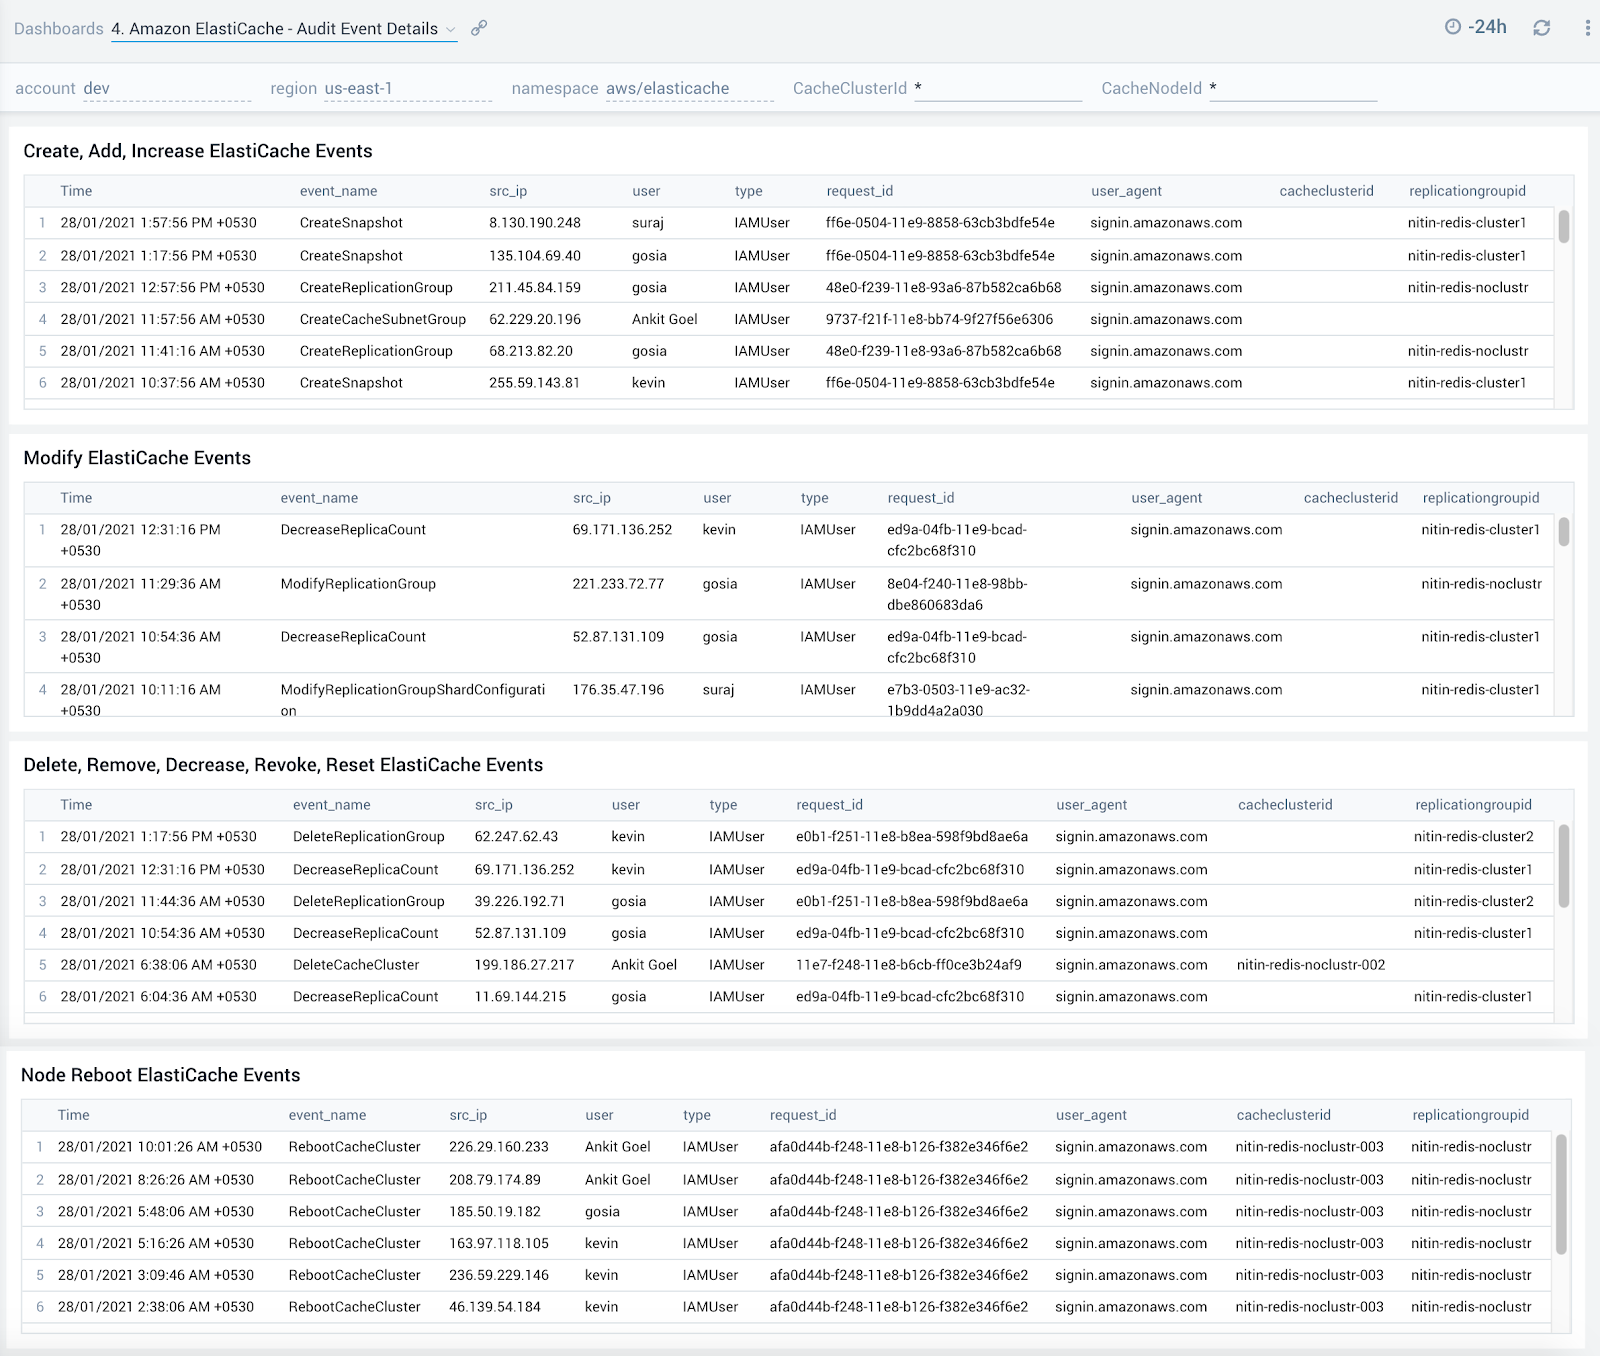 Dashboards 4. Amazon ElastiCache - Audit Event Details -24h
account dev region us-east-1 namespace aws/elasticache CacheClusterId * CacheNodeId *
Create, Add, Increase ElastiCache Events
Time event_name src_ip user type request_id user_agent cacheclusterid replicationgroupid
1 28/01/2021 1:57:56 PM +0530 CreateSnapshot 8.130.190.248 suraj IAMUser ff6e-0504-11e9-8858-63cb3bdfe54e signin.amazonaws.com nitin-redis-cluster1
2 28/01/2021 1:17:56 PM +0530 CreateSnapshot 135.104.69.40 gosia IAMUser ff6e-0504-11e9-8858-63cb3bdfe54e signin.amazonaws.com nitin-redis-cluster1
3 28/01/2021 12:57:56 PM +0530 CreateReplicationGroup 211.45.84.159 gosia IAMUser 48e0-f239-11e8-93a6-87b582ca6b68 signin.amazonaws.com nitin-redis-noclustr
4 28/01/2021 11:57:56 AM +0530 CreateCacheSubnetGroup 62.229.20.196 Ankit Goel IAMUser 9737-f21f-11e8-bb74-9f27f56e6306 signin.amazonaws.com
5 28/01/2021 11:41:16 AM +0530 CreateReplicationGroup 68.213.82.20 gosia IAMUser 48e0-f239-11e8-93a6-87b582ca6b68 signin.amazonaws.com nitin-redis-noclustr
6 28/01/2021 10:37:56 AM +0530 CreateSnapshot 255.59.143.81 kevin IAMUser ff6e-0504-11e9-8858-63cb3bdfe54e signin.amazonaws.com nitin-redis-cluster1
Modify ElastiCache Events
Time event_name src_ip user type request_id user_agent cacheclusterid replicationgroupid
1 28/01/2021 12:31:16 PM DecreaseReplicaCount 69.171.136.252 kevin IAMUser ed9a-04fb-11e9-bcad- signin.amazonaws.com nitin-redis-cluster1
+0530 cfc2bc68f310
2 28/01/2021 11:29:36 AM ModifyReplicationGroup 221.233.72.77 gosia IAMUser 8e04-f240-11e8-98bb- signin.amazonaws.com nitin-redis-noclustr
+0530 dbe860683da6
3 28/01/2021 10:54:36 AM DecreaseReplicaCount 52.87.131.109 gosia IAMUser ed9a-04fb-11e9-bcad- signin.amazonaws.com nitin-redis-cluster1
+0530 cfc2bc68f310
4 28/01/2021 10:11:16 AM ModifyReplicationGroupShardConfigurati 176.35.47.196 suraj IAMUser e7b3-0503-11e9-ac32- signin.amazonaws.com nitin-redis-cluster1
+0530 on 1b9dd4a2a030
Delete, Remove, Decrease, Revoke, Reset ElastiCache Events
Time event_name src_ip user type request_id user_agent cacheclusterid replicationgroupid
1 28/01/2021 1:17:56 PM +0530 DeleteReplicationGroup 62.247.62.43 kevin IAMUser e0b1-f251-11e8-b8ea-598f9bd8ae6a signin.amazonaws.com nitin-redis-cluster2
2 28/01/2021 12:31:16 PM +0530 DecreaseReplicaCount 69.171.136.252 kevin IAMUser ed9a-04fb-11e9-bcad-cfc2bc68f310 signin.amazonaws.com nitin-redis-cluster1
3 28/01/2021 11:44:36 AM +0530 DeleteReplicationGroup 39.226.192.71 gosia IAMUser e0b1-f251-11e8-b8ea-598f9bd8ae6a signin.amazonaws.com nitin-redis-cluster2
4 28/01/2021 10:54:36 AM +0530 DecreaseReplicaCount 52.87.131.109 gosia IAMUser ed9a-04fb-11e9-bcad-cfc2bc68f310 signin.amazonaws.com nitin-redis-cluster1
5 28/01/2021 6:38:06 AM +0530 DeleteCacheCluster 199.186.27.217 Ankit Goel IAMUser 11e7-f248-11e8-b6cb-ff0ce3b24af9 signin.amazonaws.com nitin-redis-noclustr-002
6 28/01/2021 6:04:36 AM +0530 DecreaseReplicaCount 11.69.144.215 gosia IAMUser ed9a-04fb-11e9-bcad-cfc2bc68f310 signin.amazonaws.com nitin-redis-cluster1
Node Reboot ElastiCache Events
Time event_name src_ip user type request_id user_agent cacheclusterid replicationgroupid
1 28/01/2021 10:01:26 AM +0530 RebootCacheCluster 226.29.160.233 Ankit Goel IAMUser afa0d44b-f248-11e8-b126-f382e346f6e2 signin.amazonaws.com nitin-redis-noclustr-003 nitin-redis-noclustr
2 28/01/2021 8:26:26 AM +0530 RebootCacheCluster 208.79.174.89 Ankit Goel IAMUser afa0d44b-f248-11e8-b126-f382e346f6e2 signin.amazonaws.com nitin-redis-noclustr-003 nitin-redis-noclustr
3 28/01/2021 5:48:06 AM +0530 RebootCacheCluster 185.50.19.182 gosia IAMUser afa0d44b-f248-11e8-b126-f382e346f6e2 signin.amazonaws.com nitin-redis-noclustr-003 nitin-redis-noclustr
4 28/01/2021 5:16:26 AM +0530 RebootCacheCluster 163.97.118.105 kevin IAMUser afa0d44b-f248-11e8-b126-f382e346f6e2 signin.amazonaws.com nitin-redis-noclustr-003 nitin-redis-noclustr
5 28/01/2021 3:09:46 AM +0530 RebootCacheCluster 236.59.229.146 kevin IAMUser afa0d44b-f248-11e8-b126-f382e346f6e2 signin.amazonaws.com nitin-redis-noclustr-003 nitin-redis-noclustr
6 28/01/2021 2:38:06 AM +0530 RebootCacheCluster 46.139.54.184 kevin IAMUser afa0d44b-f248-11e8-b126-f382e346f6e2 signin.amazonaws.com nitin-redis-noclustr-003 nitin-redis-noclustr